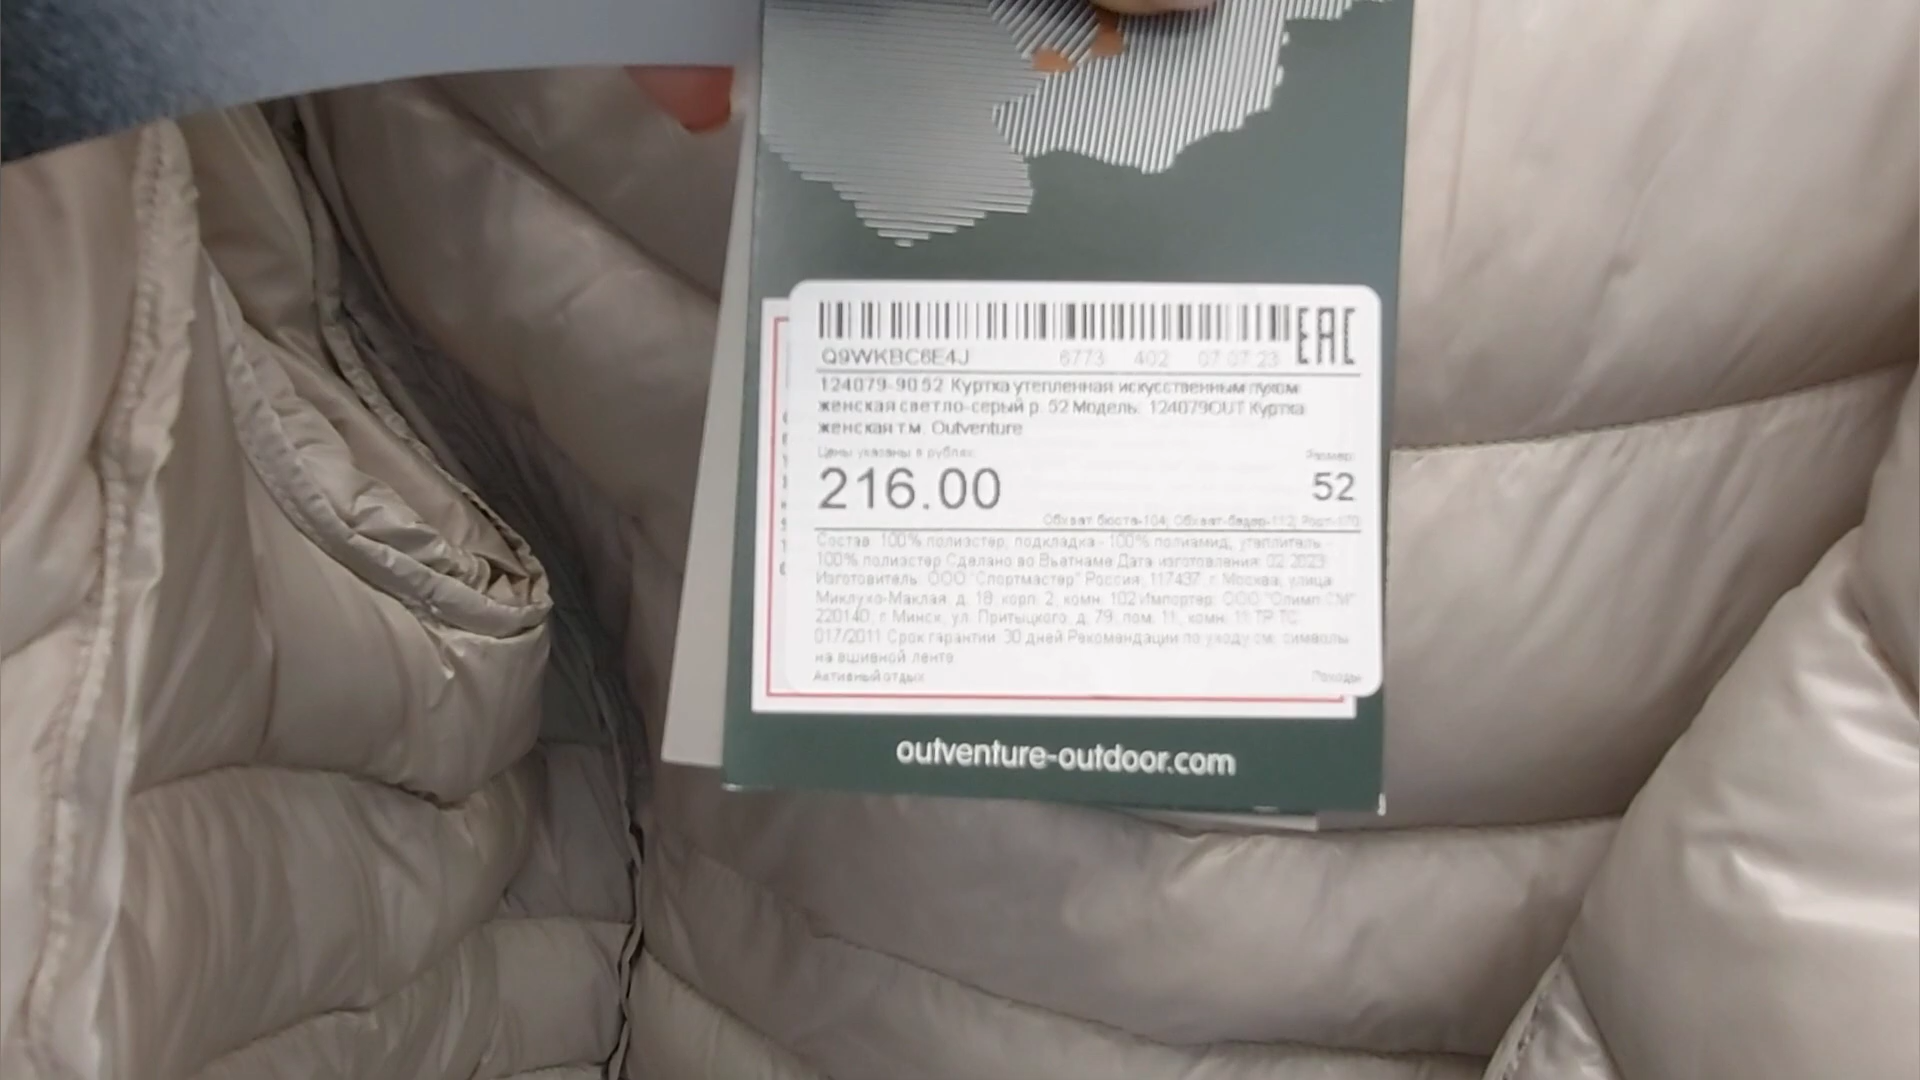 EAC
Q9WKBC6E4J 6773 402 07.07.23
124079-9052 Куртка утепленная искусственным пухом
женская светло-серый р. 52 Модель: 124079OUT Куртка
женская т.м. Outventure
Цены указаны в рублях: Размер:
216.00 52
Обхват бюста-104; Обхват-бедер-112; Рост-170
Состав: 100% полиэстер, подкладка - 100% полиамид, утеплитель -
100% полиэстер Сделано во Вьетнаме Дата изготовления: 02.2023
Изготовитель: ООО "Спортмастер" Россия, 117437, г. Москва, улица
Миклухо-Маклая, д. 18, корп. 2, комн. 102 Импортер: ООО "Олимп СМ"
220140, г. Минск, ул. Притыцкого, д. 79, пом. 11, комн. 11 ТР ТС
017/2011 Срок гарантии: 30 дней Рекомендации по уходу см. символы
на вшивной ленте
Активный отдых Походы
outventure-outdoor.com